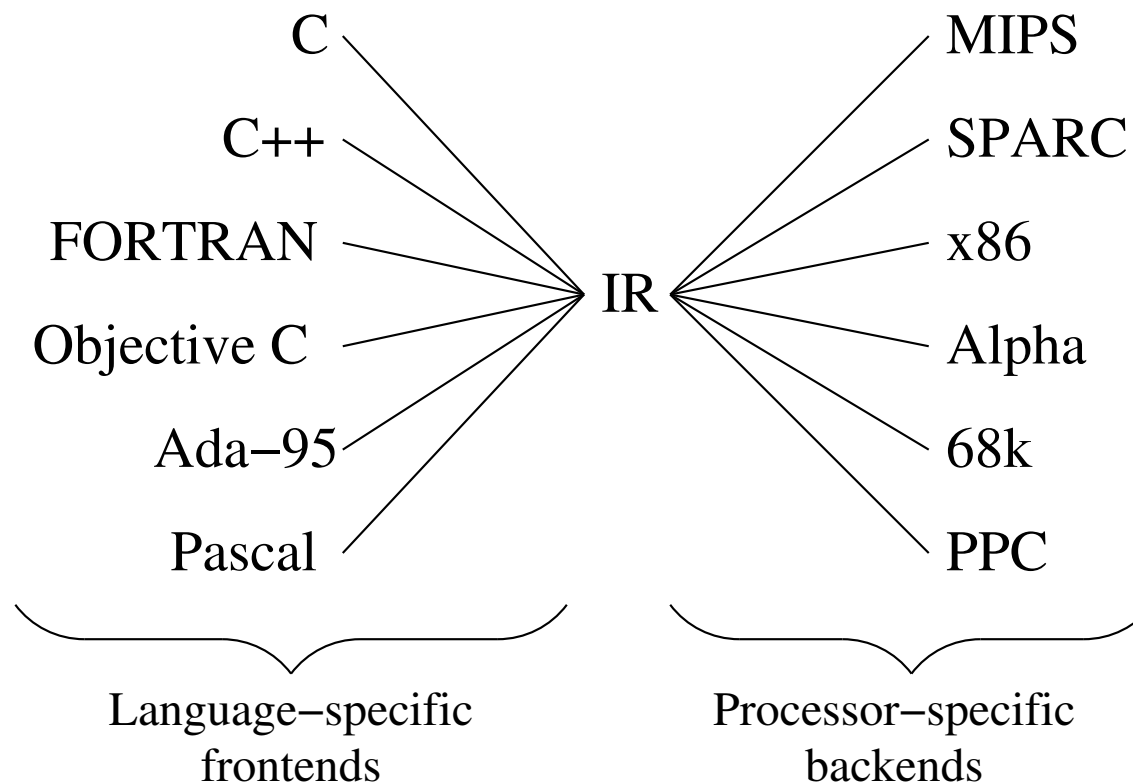 C
C++
FORTRAN
Objective C
Ada−95
Pascal
IR
MIPS
SPARC
x86
Alpha
68k
PPC
Language−specific
frontends
Processor−specific
backends